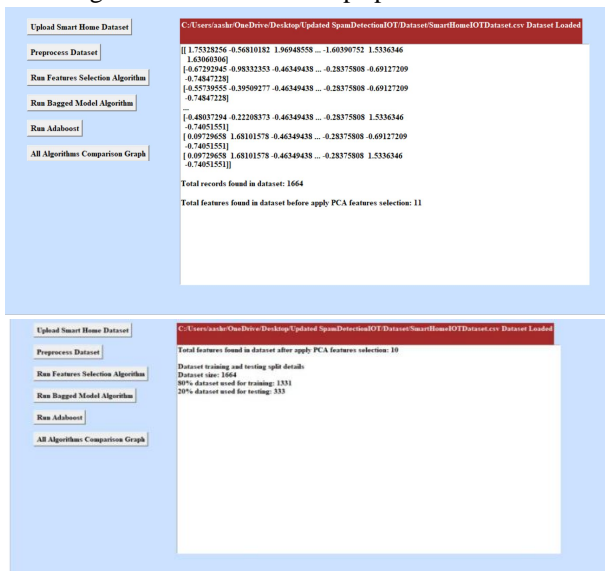 Upload Smart Home Dataset
Preprocess Dataset
Run Features Selection Algorithm
Run Bagged Model Algorithm
Run Adaboost
All Algorithms Comparison Graph
C:/Users/aashr/OneDrive/Desktop/Updated SpamDetectionIOT/Dataset/SmartHomeIOTDataset.csv Dataset Loaded
[[ 1.75328256 -0.56810182 1.96948558 ... -1.60390752 1.5336346
1.63060306]
[-0.67292945 -0.98332353 -0.46349438 ... -0.28375808 -0.69127209
-0.74847228]
[-0.55739555 -0.39509277 -0.46349438 ... -0.28375808 -0.69127209
-0.74847228]
...
[-0.48037294 -0.22208373 -0.46349438 ... -0.28375808 1.5336346
-0.74051551]
[ 0.09729658 1.68101578 -0.46349438 ... -0.28375808 -0.69127209
-0.74051551]
[ 0.09729658 1.68101578 -0.46349438 ... -0.28375808 1.5336346
-0.74051551]]
Total records found in dataset: 1664
Total features found in dataset before apply PCA features selection: 11
Upload Smart Home Dataset
Preprocess Dataset
Run Features Selection Algorithm
Run Bagged Model Algorithm
Run Adaboost
All Algorithms Comparison Graph
C:/Users/aashr/OneDrive/Desktop/Updated SpamDetectionIOT/Dataset/SmartHomeIOTDataset.csv Dataset Loaded
Total features found in dataset after apply PCA features selection: 10
Dataset training and testing split details
Dataset size: 1664
80% dataset used for training: 1331
20% dataset used for testing: 333